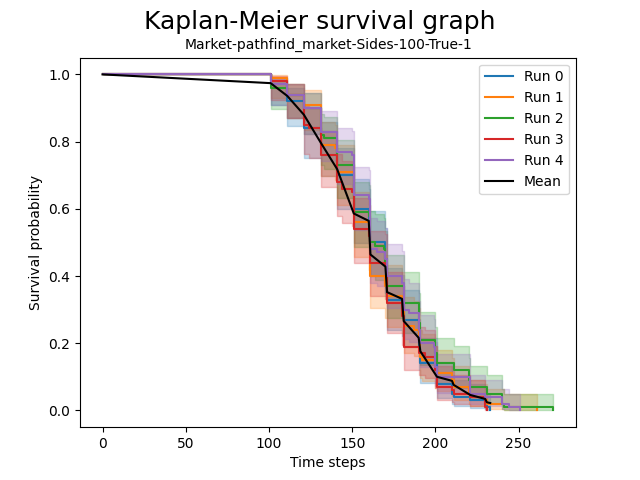 Kaplan-Meier survival graph
Market-pathfind_market-Sides-100-True-1
Survival probability
1.0
0.8
0.6
0.4
0.2
0.0
Run 0
Run 1
Run 2
Run 3
Run 4
Mean
0 50 100 150 200 250
Time steps